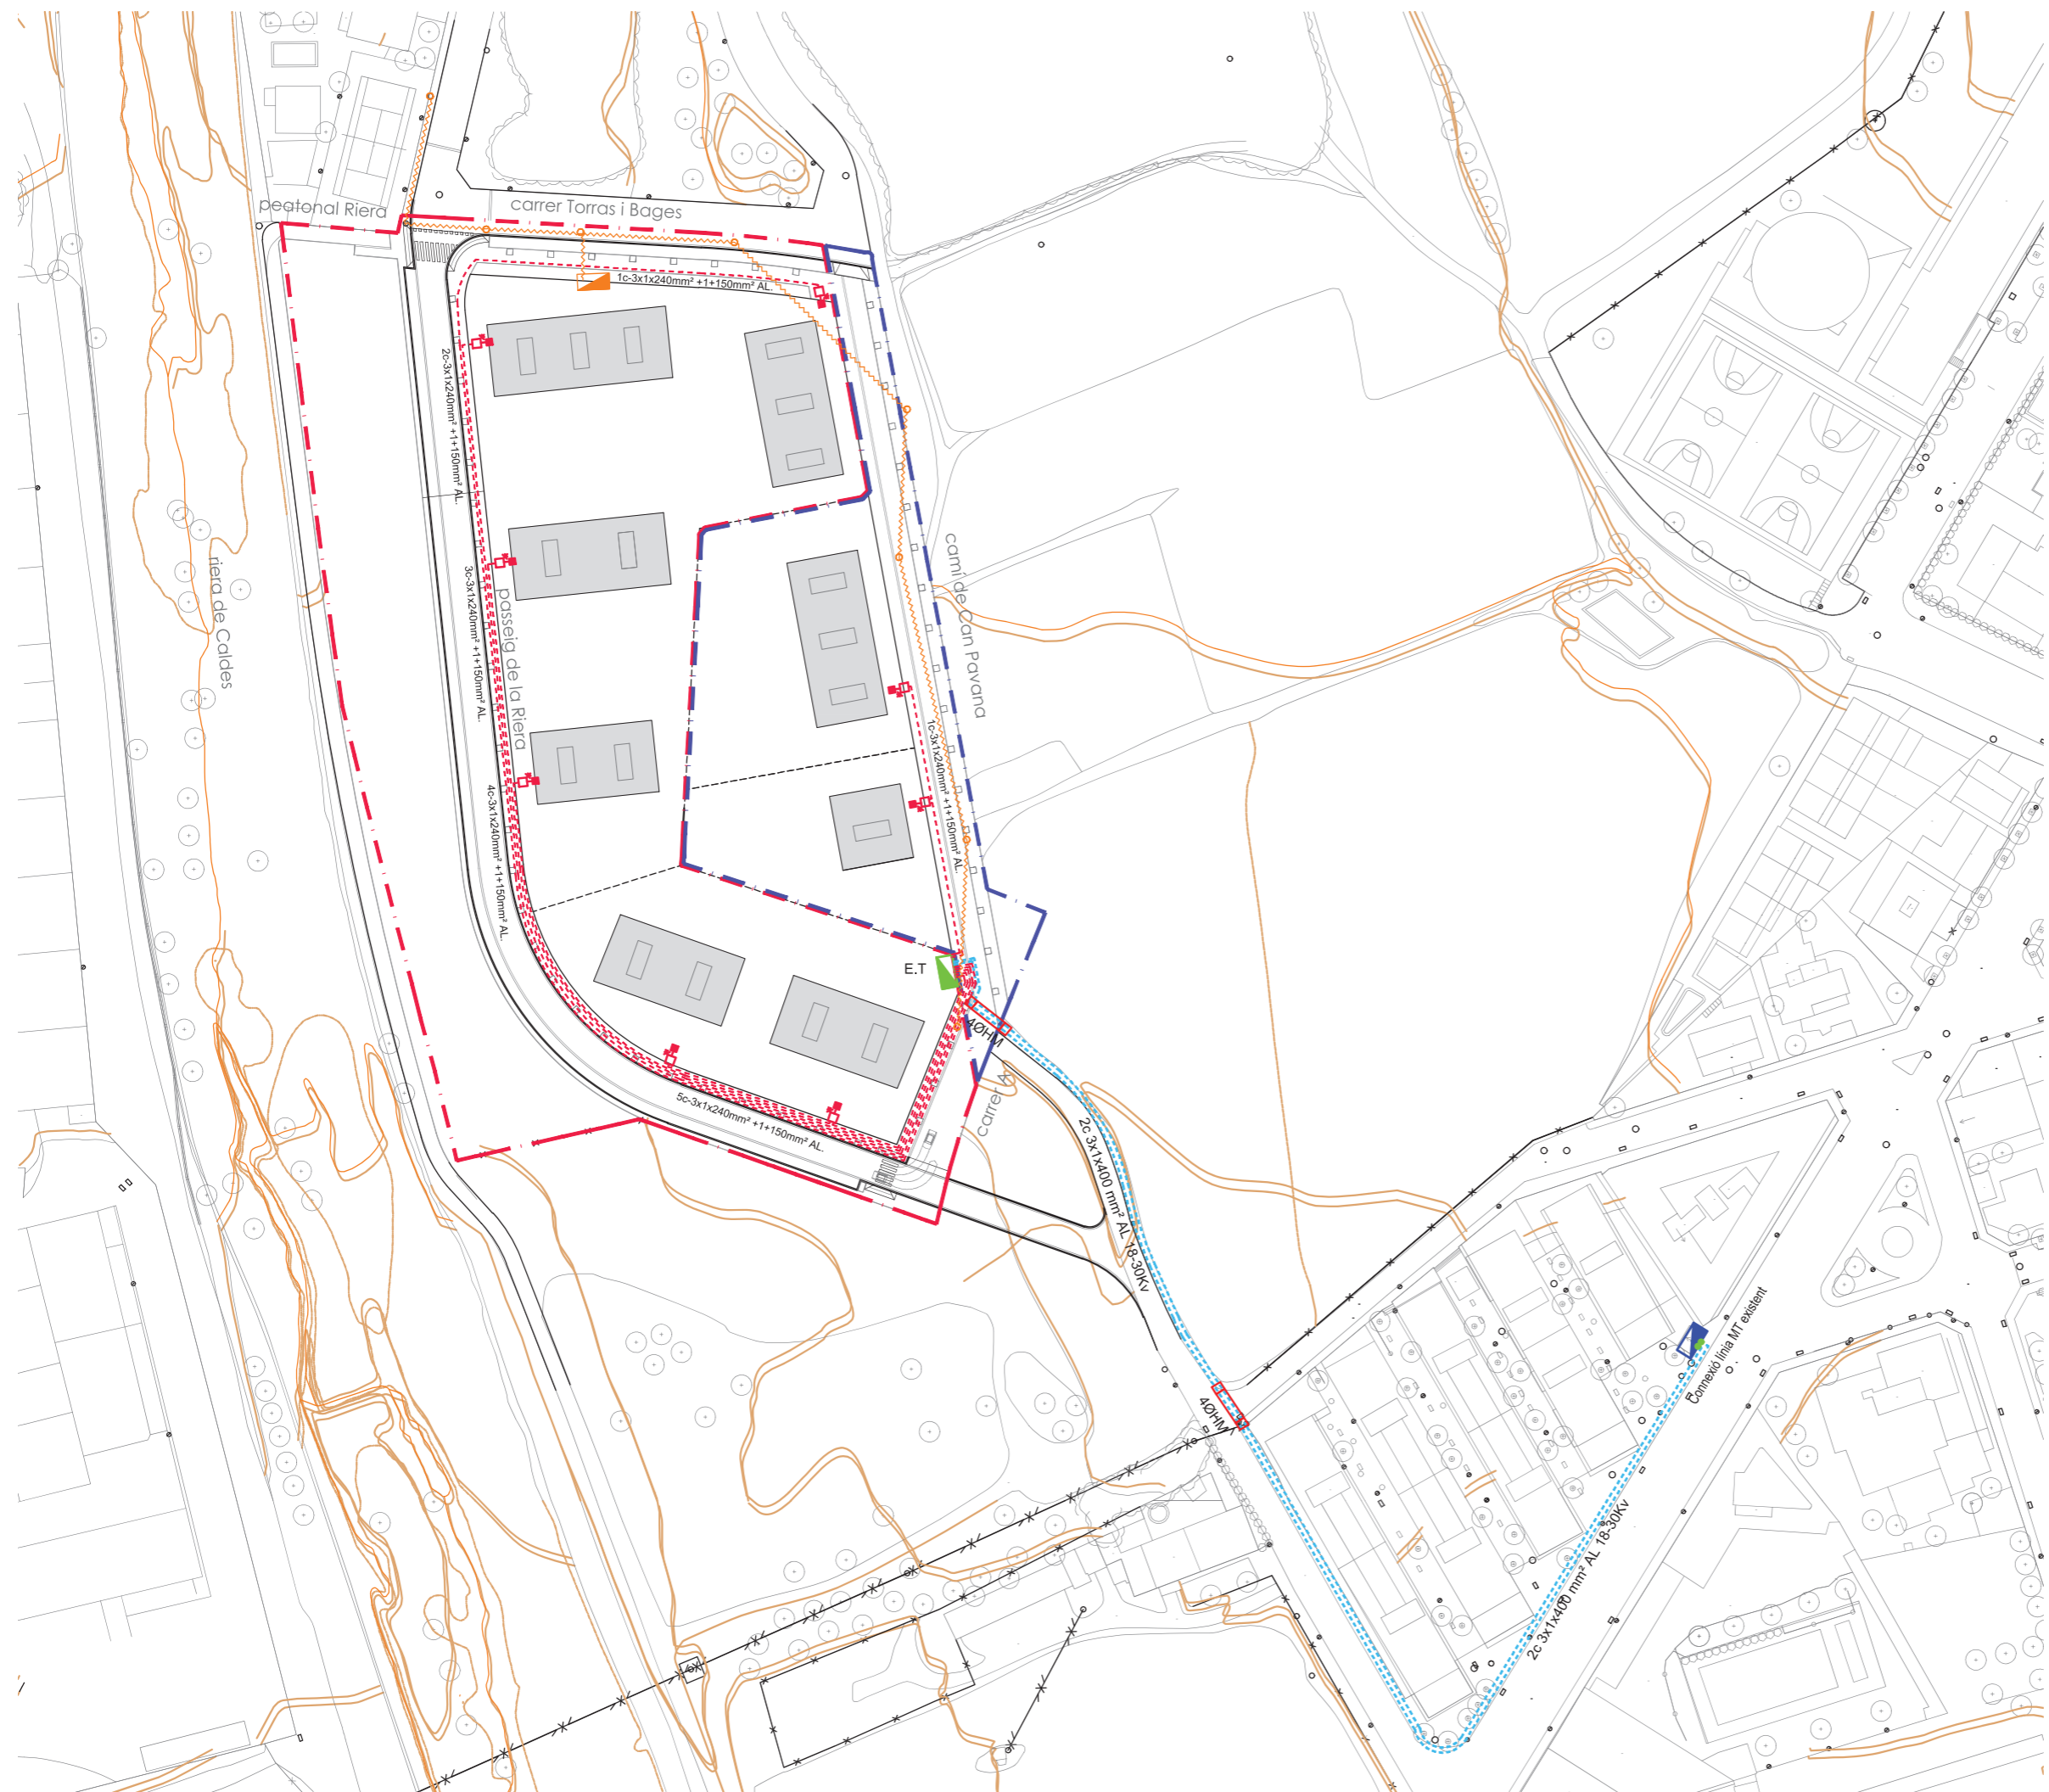 peatonal Riera
carrer Torras i Bages
1c-3x1x240mm² +1+150mm² AL.
2c-3x1x240mm² +1+150mm² AL.
riera de Caldes
3c-3x1x240mm² +1+150mm² AL.
passeig de la Riera
camí de Can Pavana
1c-3x1x240mm² +1+150mm² AL.
4c-3x1x240mm² +1+150mm² AL.
E.T
4ØHM
carrer A
5c-3x1x240mm² +1+150mm² AL.
2c 3x1x400 mm² AL 18-30Kv
4ØHM
Connexió línia MT existent
2c 3x1x400 mm² AL 18-30Kv